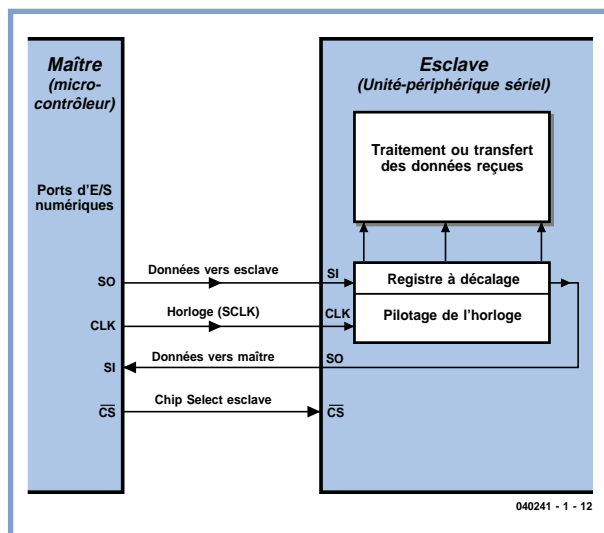 Maître
(micro-
contrôleur)
Ports d'E/S
numériques
SO
CLK
SI
CS
Données vers esclave
Horloge (SCLK)
Données vers maître
Chip Select esclave
Esclave
(Unité-périphérique sériel)
Traitement ou transfert
des données reçues
SI
Registre à décalage
CLK
Pilotage de l'horloge
SO
CS
040241 - 1 - 12